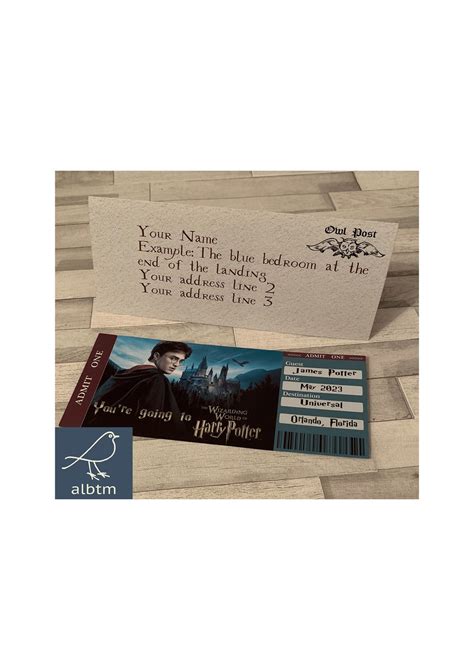 Owl Post
Your Name
Example: The blue bedroom at the
end of the landing
Your address line 2
Your address line 3
ADMIT ONE
ADMIT ONE
Guest
James Potter
Date
May 2023
Destination
Universal
Orlando, Florida
You're going to
THE
WIZARDING
WORLD OF
Harry Potter
albtm